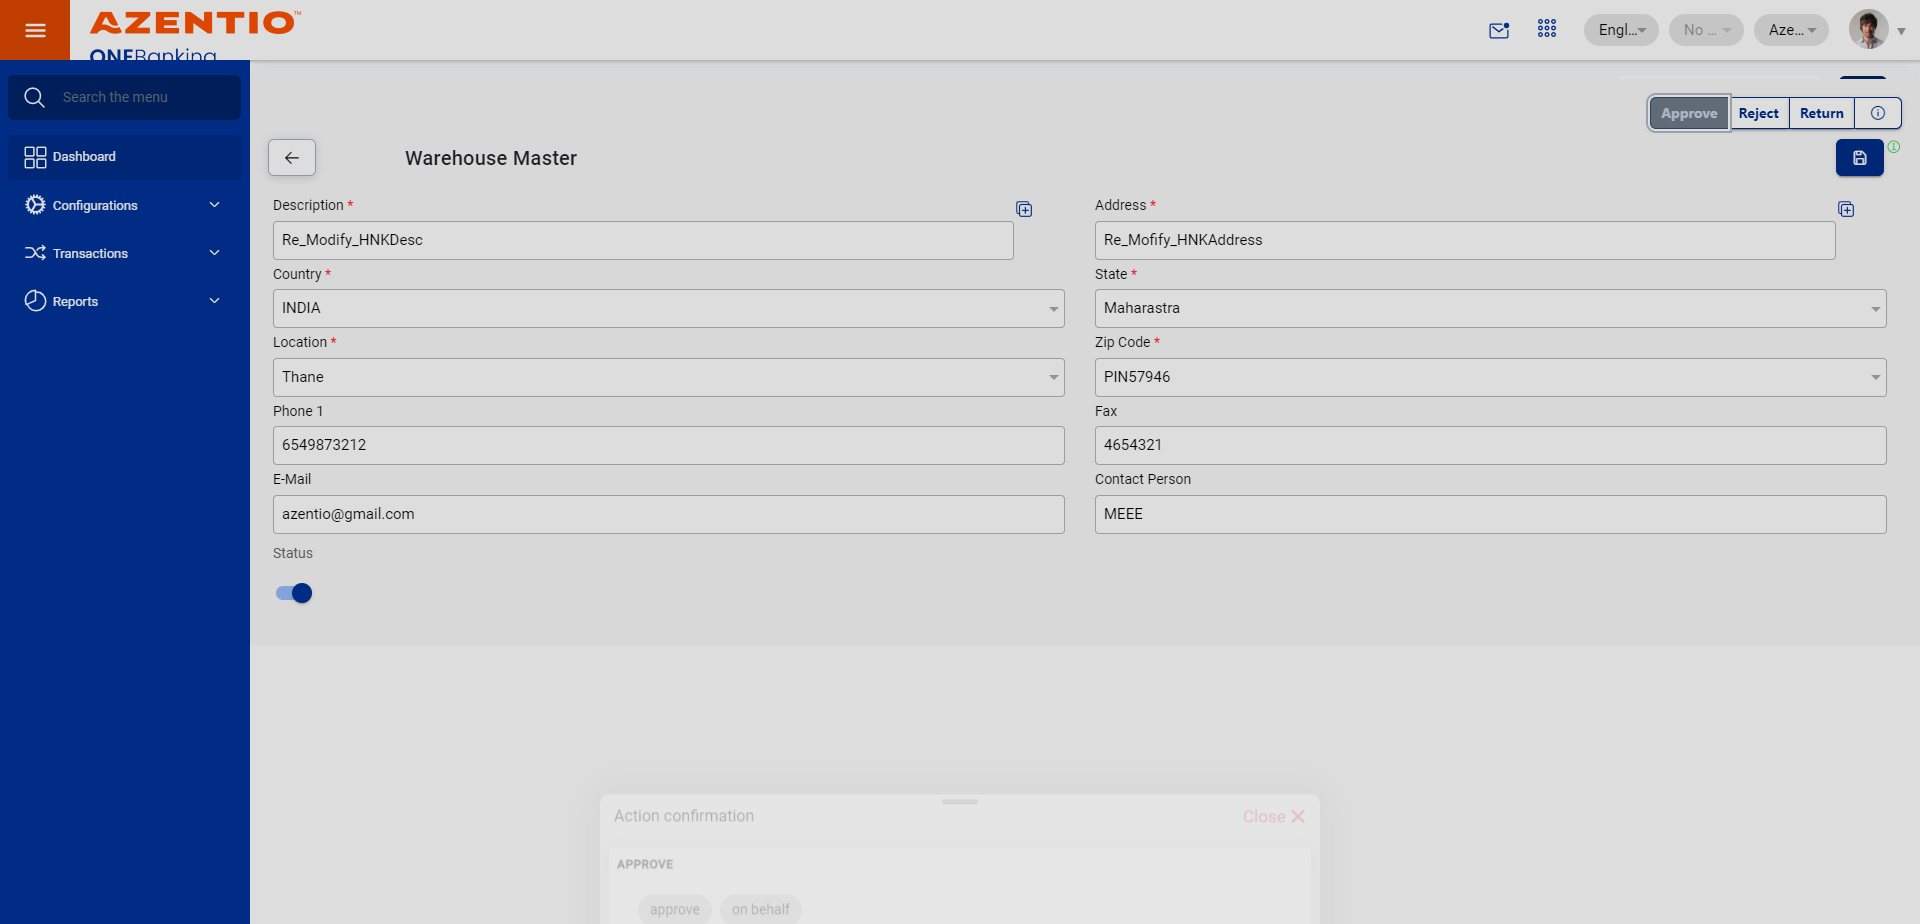 AZENTIO™
ONEBanking
Engl...
No ...
Aze...
Search the menu
Dashboard
Configurations
Transactions
Reports
Approve
Reject
Return
Warehouse Master
Description *
Re_Modify_HNKDesc
Address *
Re_Mofify_HNKAddress
Country *
INDIA
State *
Maharastra
Location *
Thane
Zip Code *
PIN57946
Phone 1
6549873212
Fax
4654321
E-Mail
azentio@gmail.com
Contact Person
MEEE
Status
Action confirmation
Close
APPROVE
approve
on behalf